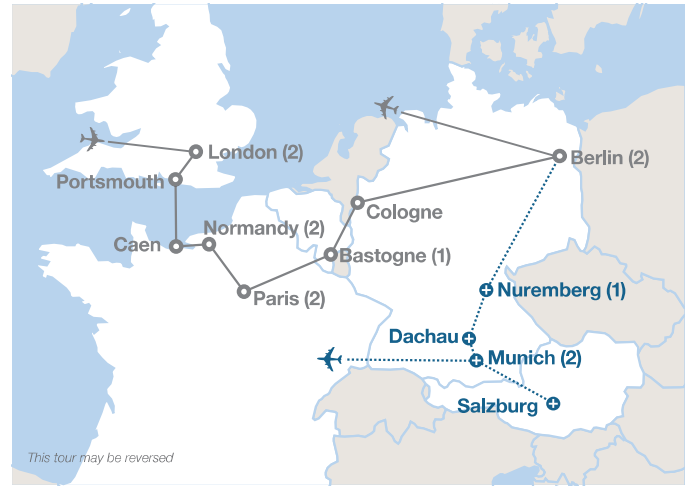 London (2)
Berlin (2)
Portsmouth
Cologne
Normandy (2)
Caen
Bastogne (1)
Nuremberg (1)
Paris (2)
Dachau
Munich (2)
Salzburg
This tour may be reversed